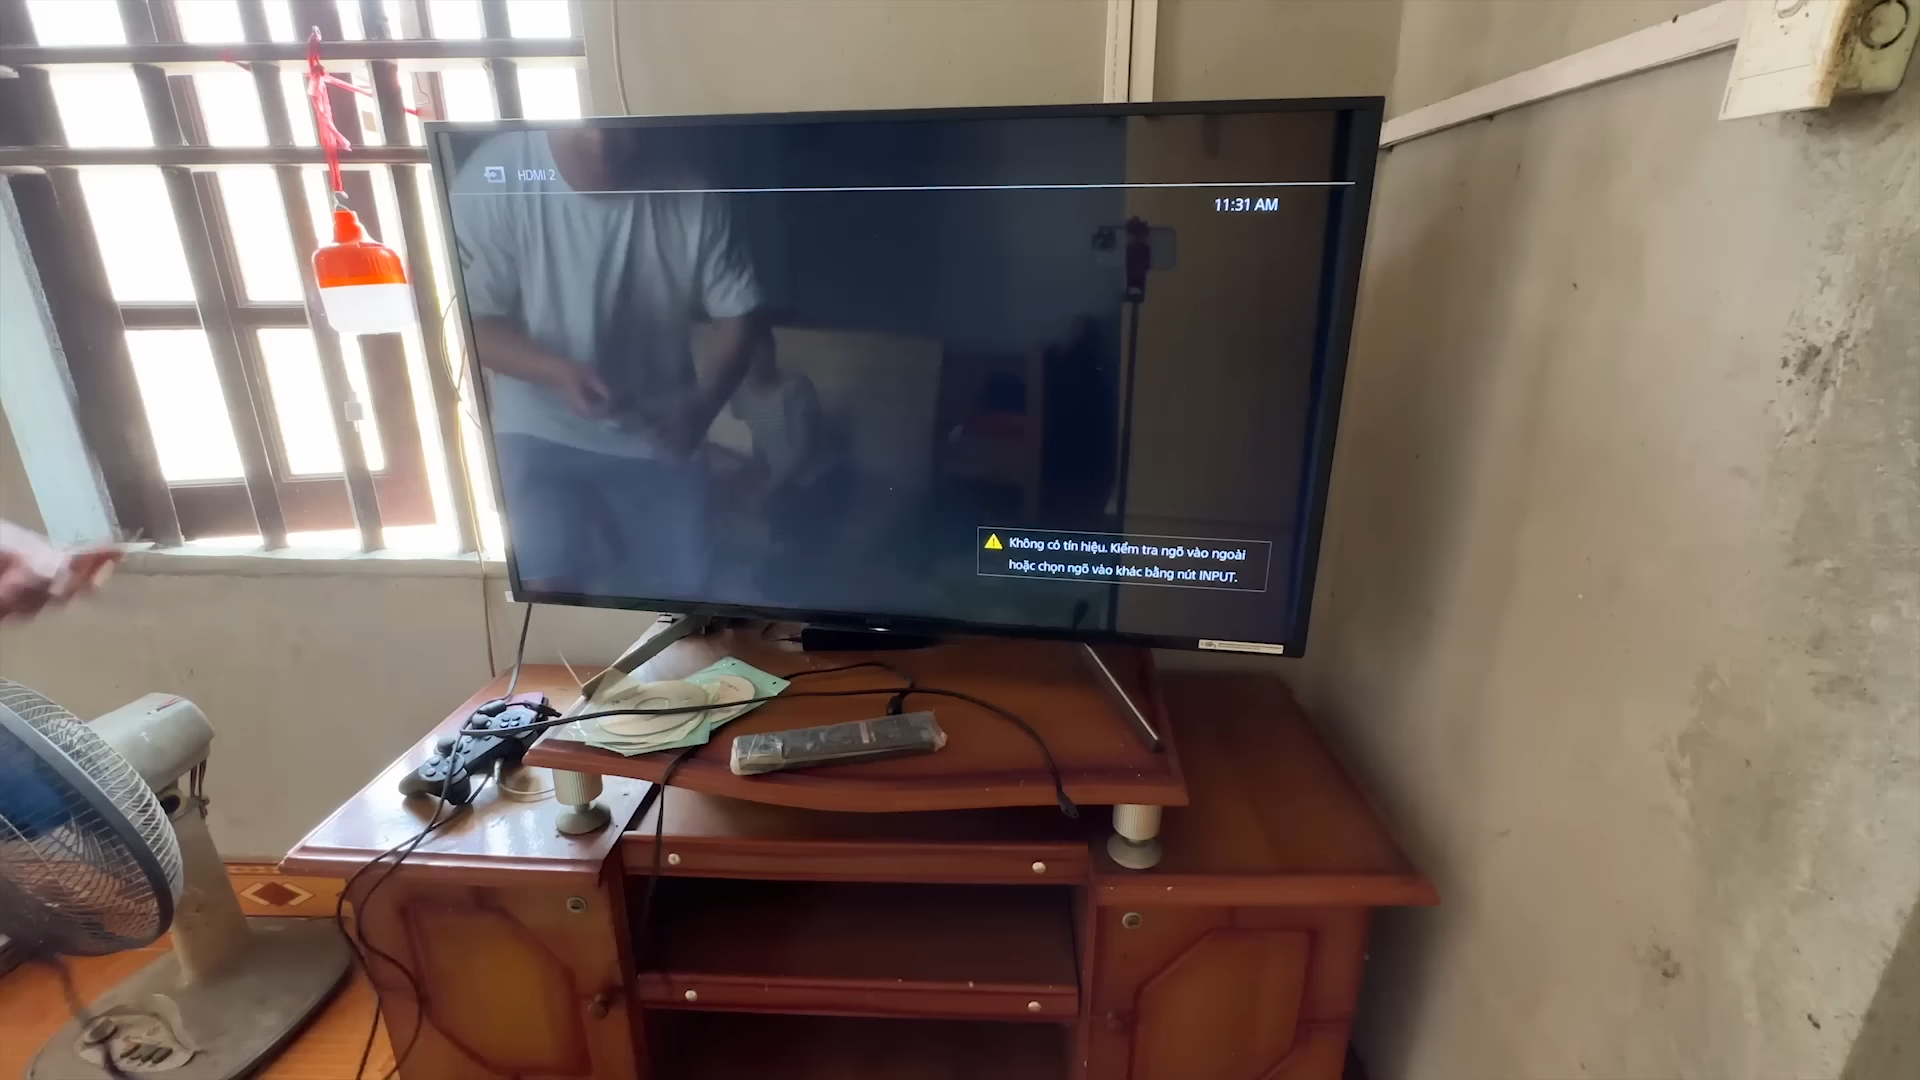 HDMI 2
11:31 AM
Không có tín hiệu. Kiểm tra ngõ vào ngoài
hoặc chọn ngõ vào khác bằng nút INPUT.